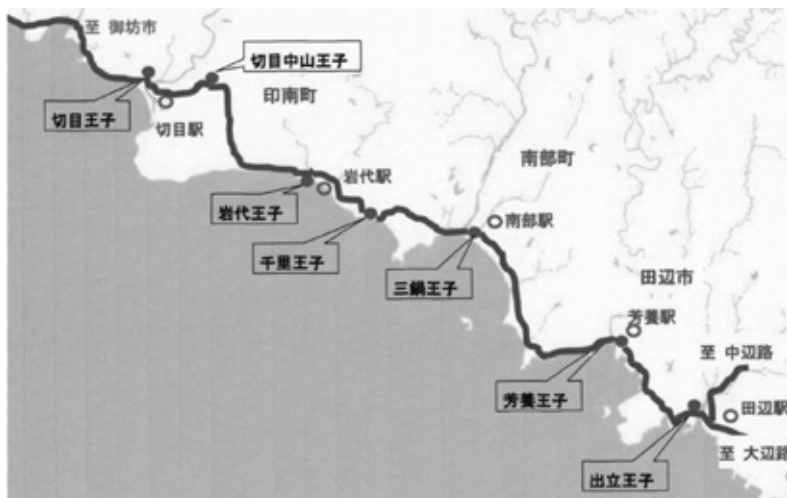 至 御坊市
切目中山王子
印南町
切目王子
切目駅
南部町
岩代駅
岩代王子
南部駅
千里王子
三鍋王子
田辺市
芳養駅
至 中辺路
芳養王子
田辺駅
至 大辺路
出立王子